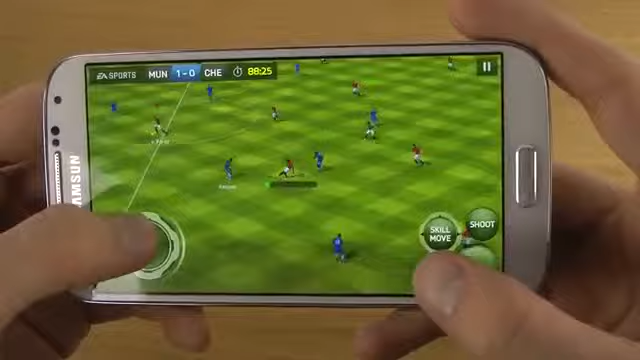 EA SPORTS MUN 1-0 CHE 88:25
SAMSUNG
SKILL MOVE
SHOOT